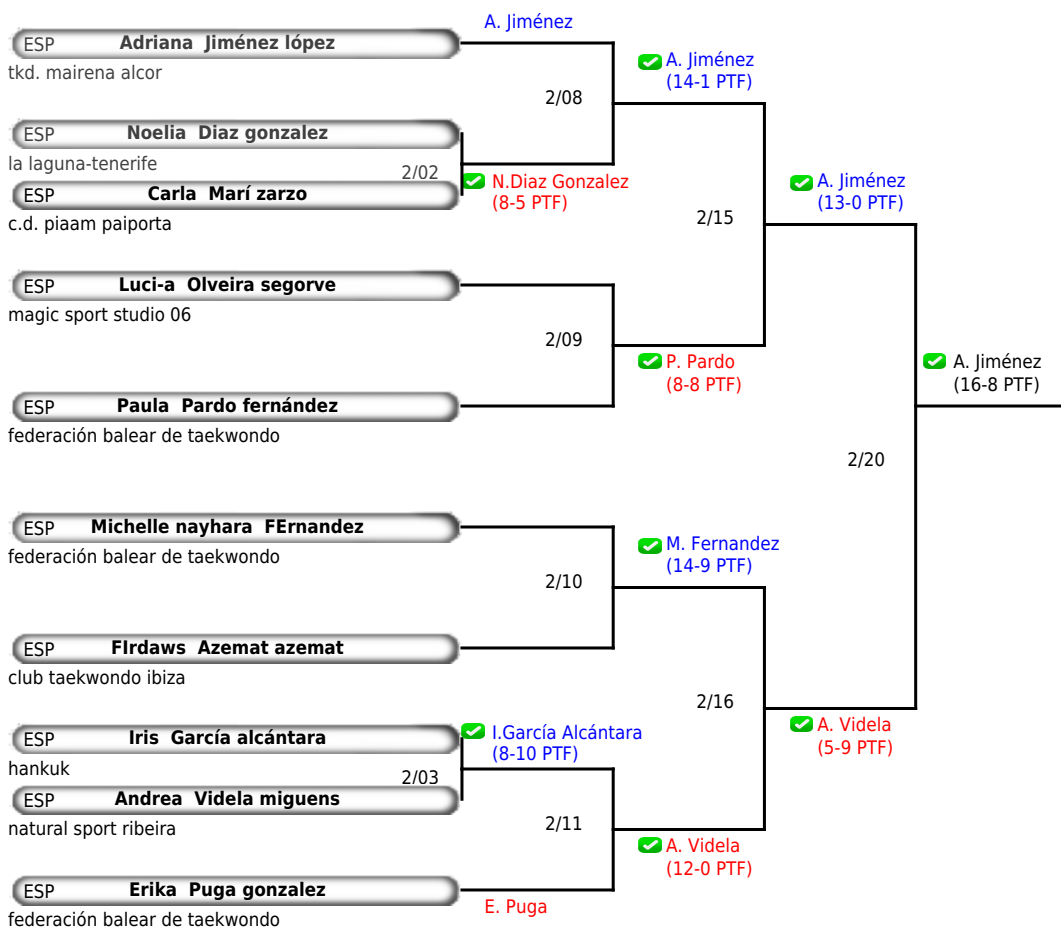 A. Jiménez
ESP Adriana Jiménez lópez
tkd. mairena alcor
A. Jiménez
(14-1 PTF)
2/08
ESP Noelia Diaz gonzalez
la laguna-tenerife
2/02
N.Diaz Gonzalez
(8-5 PTF)
ESP Carla Marí zarzo
c.d. piaam paiporta
A. Jiménez
(13-0 PTF)
2/15
ESP Luci-a Olveira segorve
magic sport studio 06
2/09
P. Pardo
(8-8 PTF)
A. Jiménez
(16-8 PTF)
ESP Paula Pardo fernández
federación balear de taekwondo
2/20
ESP Michelle nayhara FErnandez
federación balear de taekwondo
M. Fernandez
(14-9 PTF)
2/10
ESP FIrdaws Azemat azemat
club taekwondo ibiza
2/16
ESP Iris García alcántara
hankuk
I.García Alcántara
(8-10 PTF)
A. Videla
(5-9 PTF)
2/03
ESP Andrea Videla miguens
natural sport ribeira
2/11
A. Videla
(12-0 PTF)
ESP Erika Puga gonzalez
federación balear de taekwondo
E. Puga